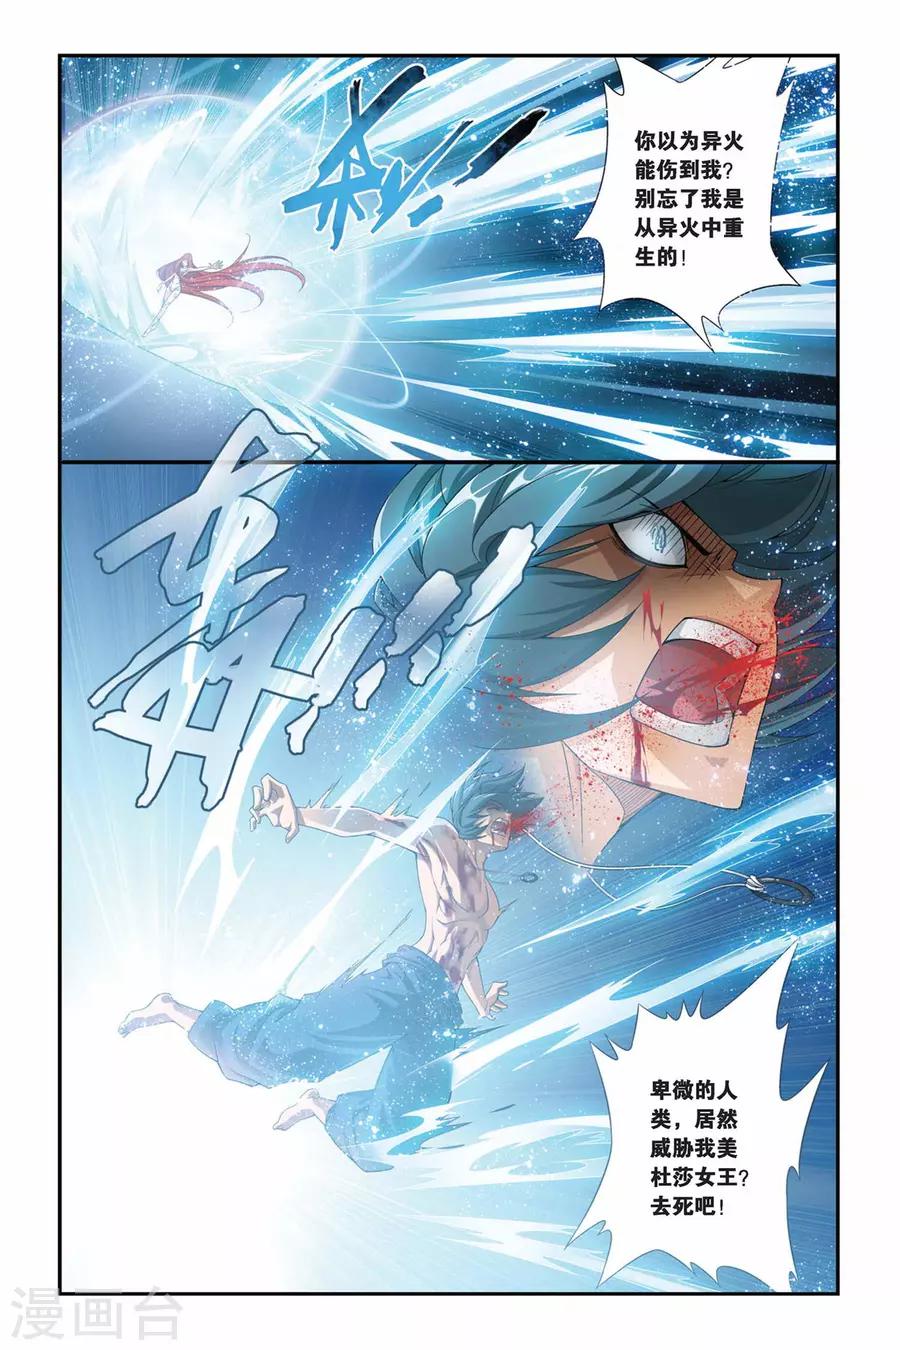 你以为异火
能伤到我？
别忘了我是
从异火中重
生的！
卑微的人
类，居然
威胁我美
杜莎女王？
去死吧！
漫画台